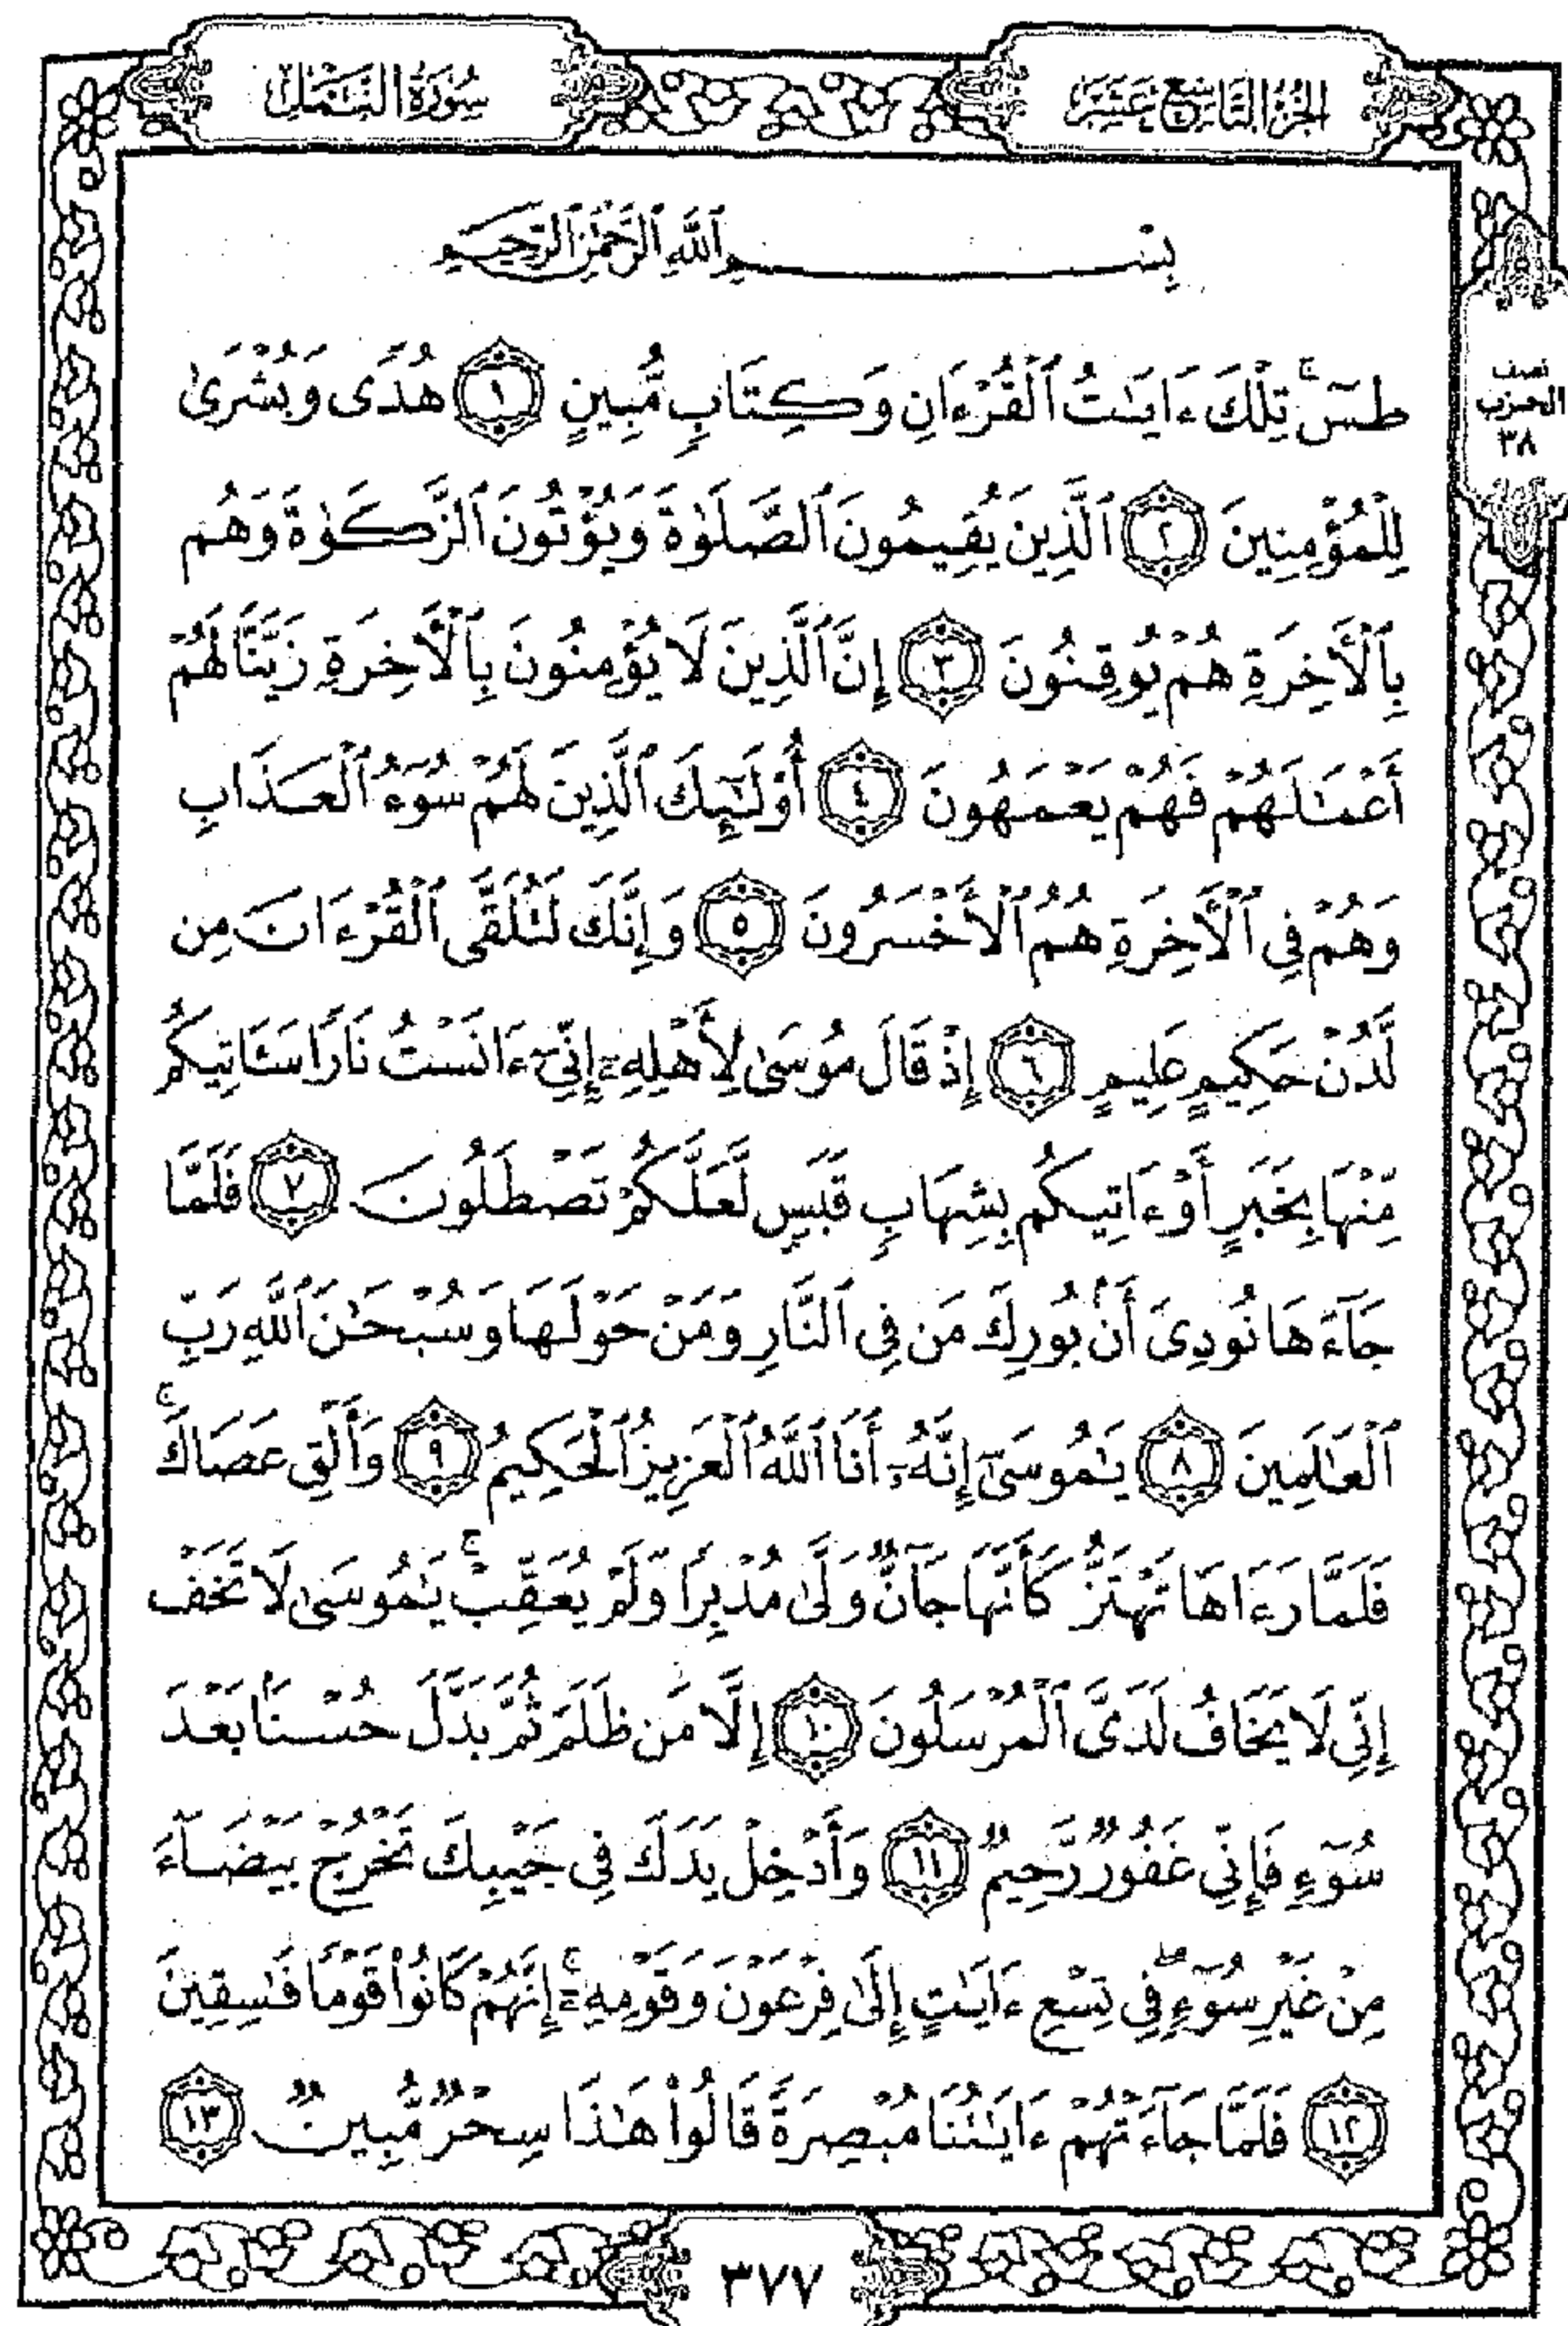 الجزء التاسع عشر
سورة النمل
نصف
الحزب
٣٨
بِسْمِ ٱللَّهِ ٱلرَّحْمَٰنِ ٱلرَّحِيمِ
طسٓۚ تِلْكَ ءَايَٰتُ ٱلْقُرْءَانِ وَكِتَابٍ مُّبِينٍ ١ هُدًى وَبُشْرَىٰ
لِلْمُؤْمِنِينَ ٢ ٱلَّذِينَ يُقِيمُونَ ٱلصَّلَوٰةَ وَيُؤْتُونَ ٱلزَّكَوٰةَ وَهُم
بِٱلْأَخِرَةِ هُمْ يُوقِنُونَ ٣ إِنَّ ٱلَّذِينَ لَا يُؤْمِنُونَ بِٱلْأَخِرَةِ زَيَّنَّا لَهُمْ
أَعْمَٰلَهُمْ فَهُمْ يَعْمَهُونَ ٤ أُوْلَٰٓئِكَ ٱلَّذِينَ لَهُمْ سُوٓءُ ٱلْعَذَابِ
وَهُمْ فِى ٱلْأَخِرَةِ هُمُ ٱلْأَخْسَرُونَ ٥ وَإِنَّكَ لَتُلَقَّى ٱلْقُرْءَانَ مِن
لَّدُنْ حَكِيمٍ عَلِيمٍ ٦ إِذْ قَالَ مُوسَىٰ لِأَهْلِهِۦٓ إِنِّىٓ ءَانَسْتُ نَارًا سَـَٔاتِيكُم
مِّنْهَا بِخَبَرٍ أَوْ ءَاتِيكُم بِشِهَابٍ قَبَسٍ لَّعَلَّكُمْ تَصْطَلُونَ ٧ فَلَمَّا
جَآءَهَا نُودِىَ أَنۢ بُورِكَ مَن فِى ٱلنَّارِ وَمَنْ حَوْلَهَا وَسُبْحَٰنَ ٱللَّهِ رَبِّ
ٱلْعَٰلَمِينَ ٨ يَٰمُوسَىٰٓ إِنَّهُۥٓ أَنَا ٱللَّهُ ٱلْعَزِيزُ ٱلْحَكِيمُ ٩ وَأَلْقِ عَصَاكَۚ
فَلَمَّا رَءَاهَا تَهْتَزُّ كَأَنَّهَا جَآنٌّ وَلَّىٰ مُدْبِرًا وَلَمْ يُعَقِّبْۚ يَٰمُوسَىٰ لَا تَخَفْ
إِنِّى لَا يَخَافُ لَدَىَّ ٱلْمُرْسَلُونَ ١٠ إِلَّا مَن ظَلَمَ ثُمَّ بَدَّلَ حُسْنَۢا بَعْدَ
سُوٓءٍ فَإِنِّى غَفُورٌ رَّحِيمٌ ١١ وَأَدْخِلْ يَدَكَ فِى جَيْبِكَ تَخْرُجْ بَيْضَآءَ
مِنْ غَيْرِ سُوٓءٍۖ فِى تِسْعِ ءَايَٰتٍ إِلَىٰ فِرْعَوْنَ وَقَوْمِهِۦٓۚ إِنَّهُمْ كَانُوا۟ قَوْمًا فَٰسِقِينَ
١٢ فَلَمَّا جَآءَتْهُمْ ءَايَٰتُنَا مُبْصِرَةً قَالُوا۟ هَٰذَا سِحْرٌ مُّبِينٌ ١٣
٣٧٧